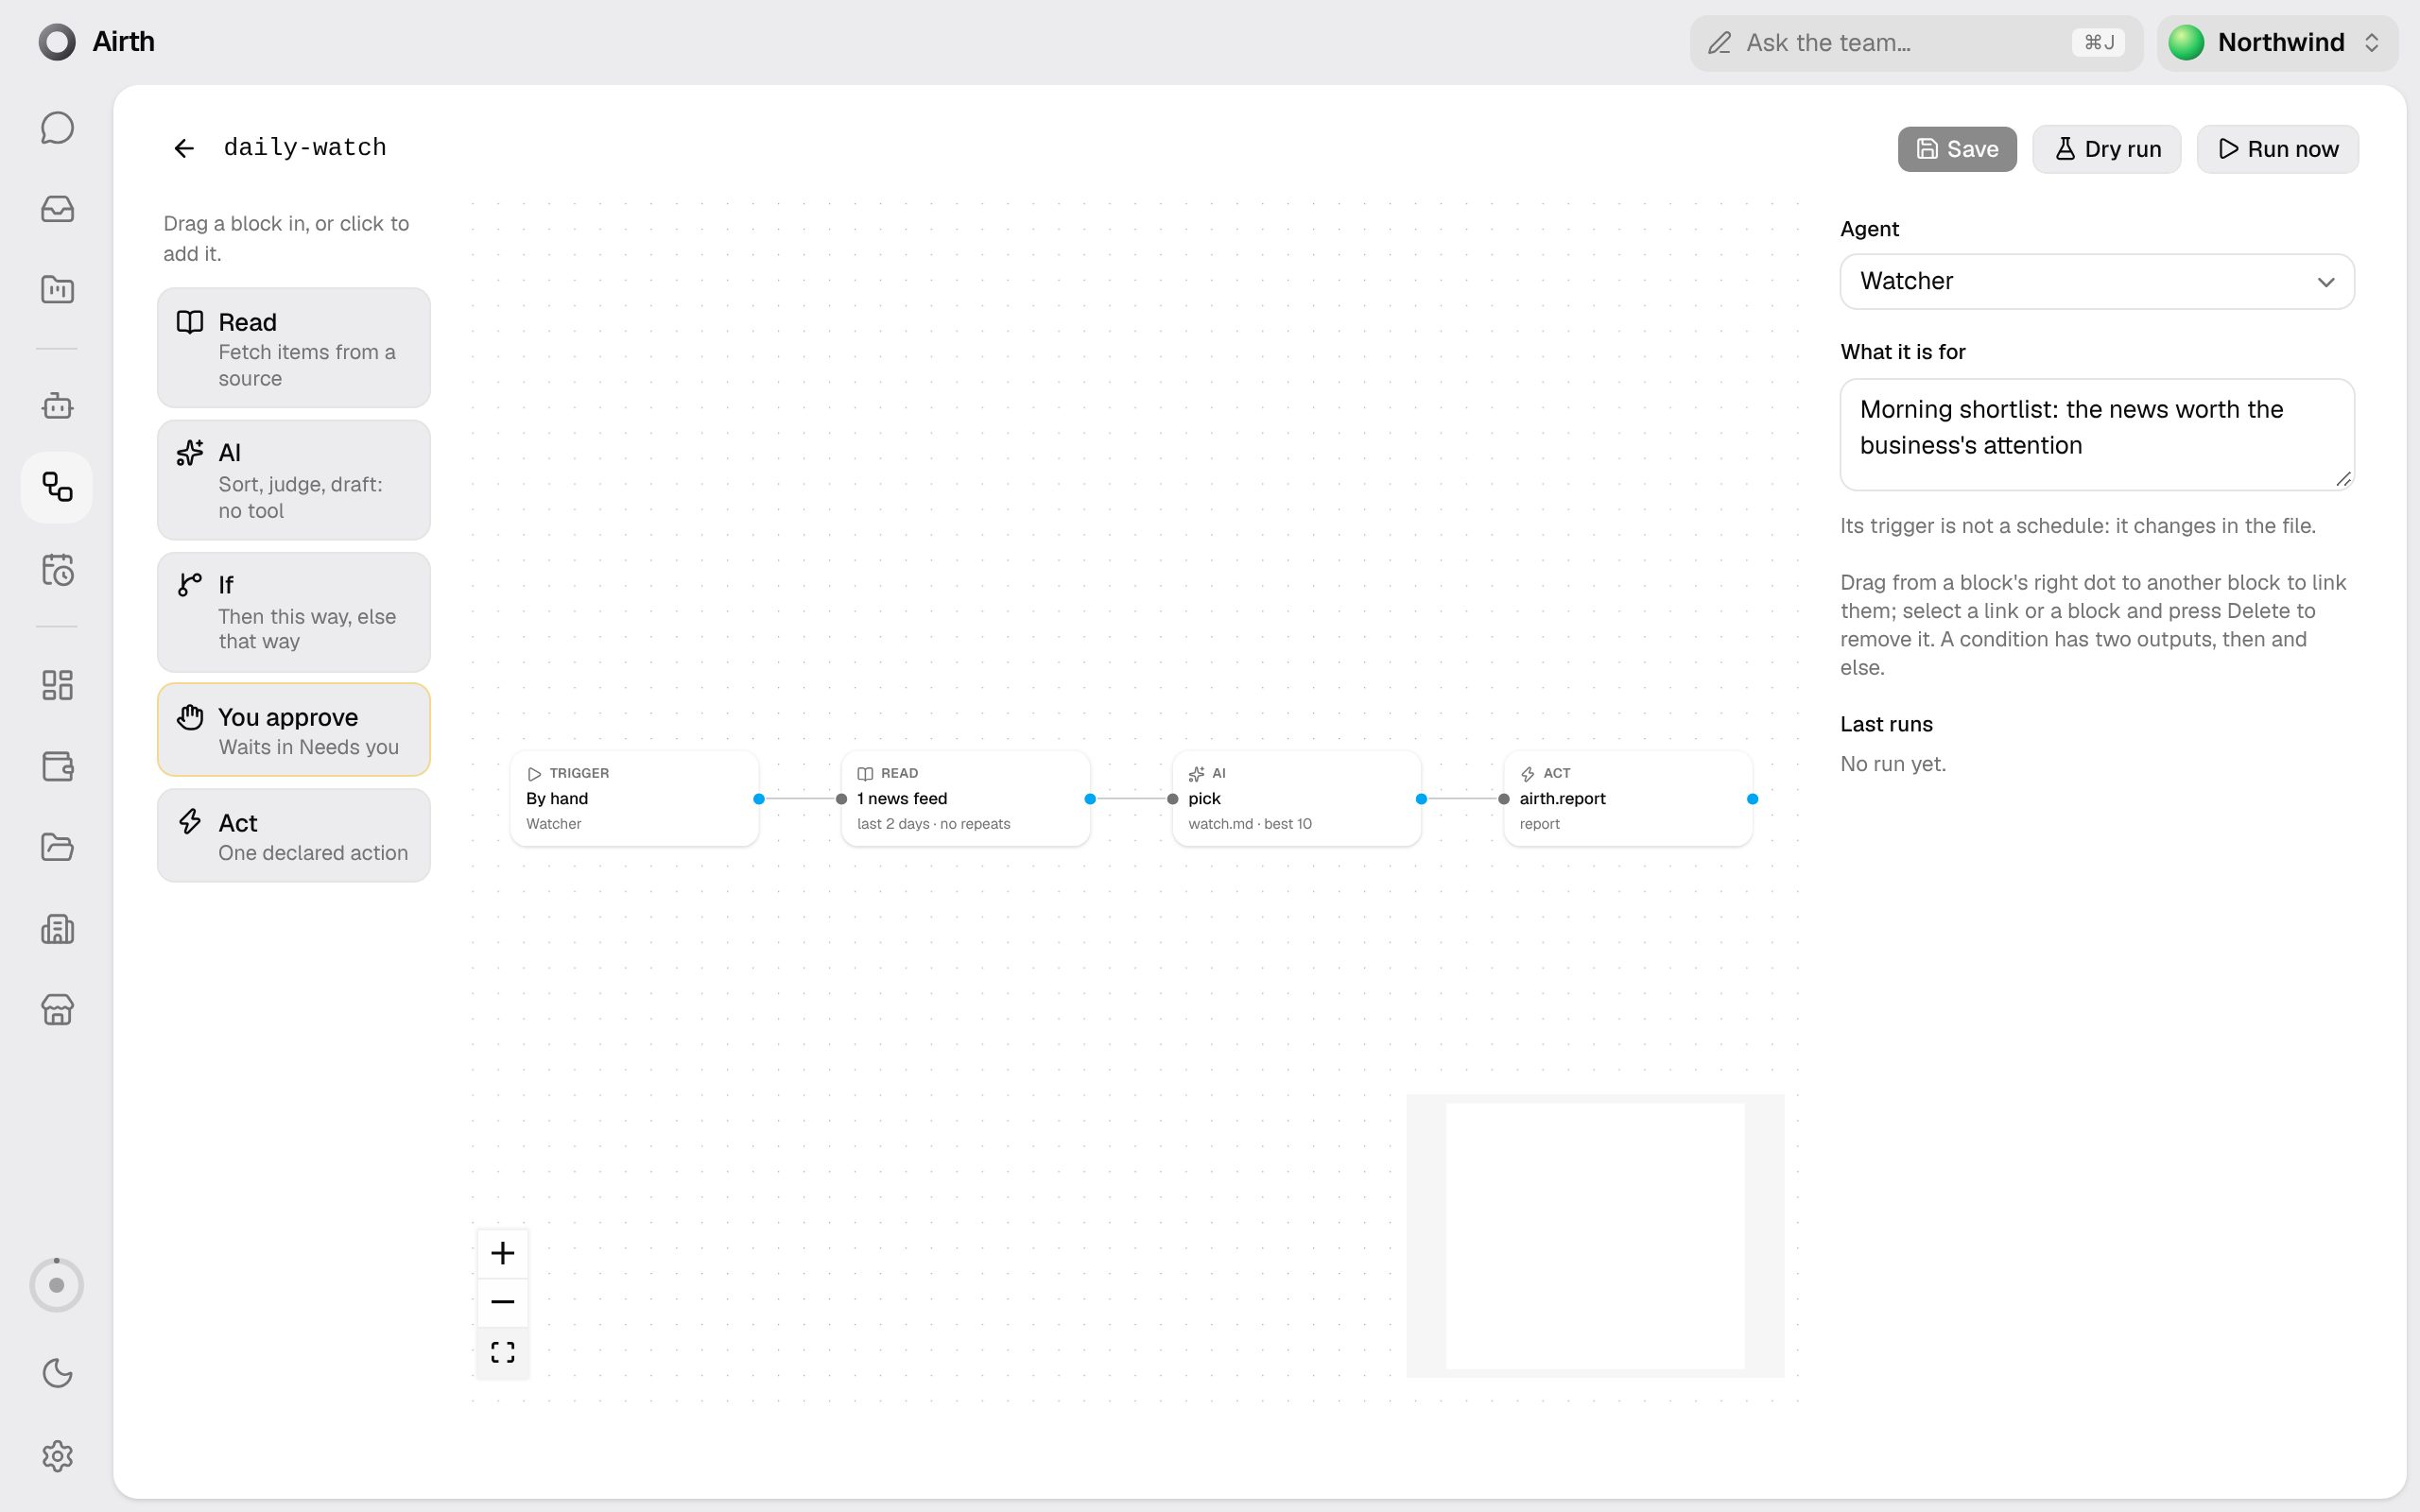 Airth
Ask the team...
⌘J
Northwind
daily-watch
Save
Dry run
Run now
Drag a block in, or click to
add it.
Read
Fetch items from a
source
AI
Sort, judge, draft:
no tool
If
Then this way, else
that way
You approve
Waits in Needs you
Act
One declared action
TRIGGER
By hand
Watcher
READ
1 news feed
last 2 days · no repeats
AI
pick
watch.md · best 10
ACT
airth.report
report
Agent
Watcher
What it is for
Morning shortlist: the news worth the
business's attention
Its trigger is not a schedule: it changes in the file.
Drag from a block's right dot to another block to link
them; select a link or a block and press Delete to
remove it. A condition has two outputs, then and
else.
Last runs
No run yet.